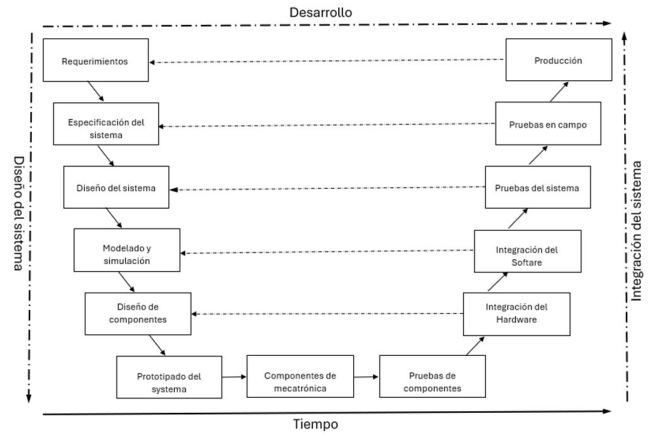 Desarrollo
Requerimientos
Producción
Especificación del
sistema
Pruebas en campo
Diseño del sistema
Pruebas del sistema
Modelado y
simulación
Integración del
Softare
Diseño de
componentes
Integración del
Hardware
Prototipado del
systema
Componentes de
mecatrónica
Pruebas de
componentes
Diseño del sistema
Integración del sistema
Tiempo